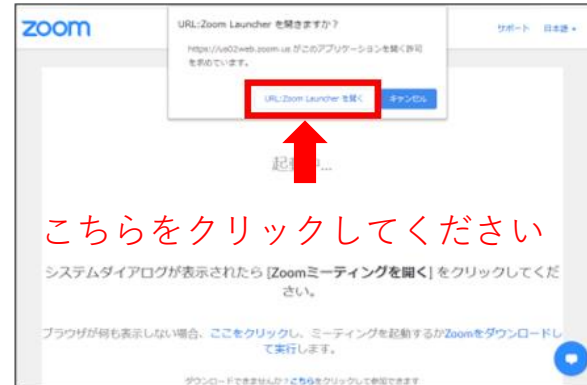 zoom
サポート 日本語
URL:Zoom Launcher を開きますか？
https://us02web.zoom.us がこのアプリケーションを開く許可
を求めています。
URL:Zoom Launcher を開く キャンセル
起動中...
こちらをクリックしてください
システムダイアログが表示されたら [Zoomミーティングを開く] をクリックしてくだ
さい。
ブラウザが何も表示しない場合、ここをクリックし、ミーティングを起動するかZoomをダウンロードし
て実行します。
ダウンロードできませんか？こちらをクリックして参加できます